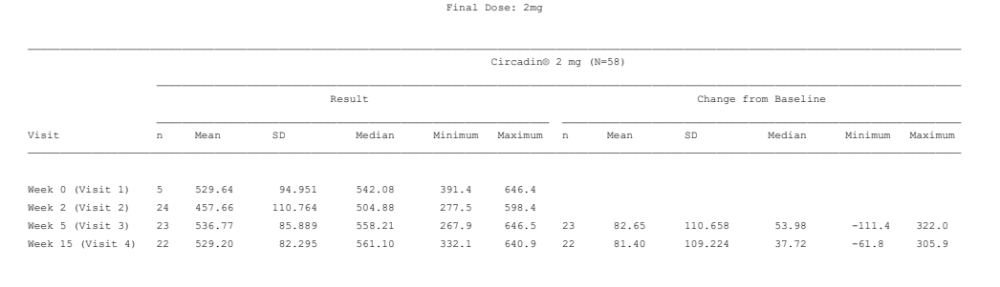 Final Dose: 2mg
Circadin® 2 mg (N=58)
Result Change from Baseline
Visit n Mean SD Median Minimum Maximum n Mean SD Median Minimum Maximum
Week 0 (Visit 1) 5 529.64 94.951 542.08 391.4 646.4
Week 2 (Visit 2) 24 457.66 110.764 504.88 277.5 598.4
Week 5 (Visit 3) 23 536.77 85.889 558.21 267.9 646.5 23 82.65 110.658 53.98 -111.4 322.0
Week 15 (Visit 4) 22 529.20 82.295 561.10 332.1 640.9 22 81.40 109.224 37.72 -61.8 305.9